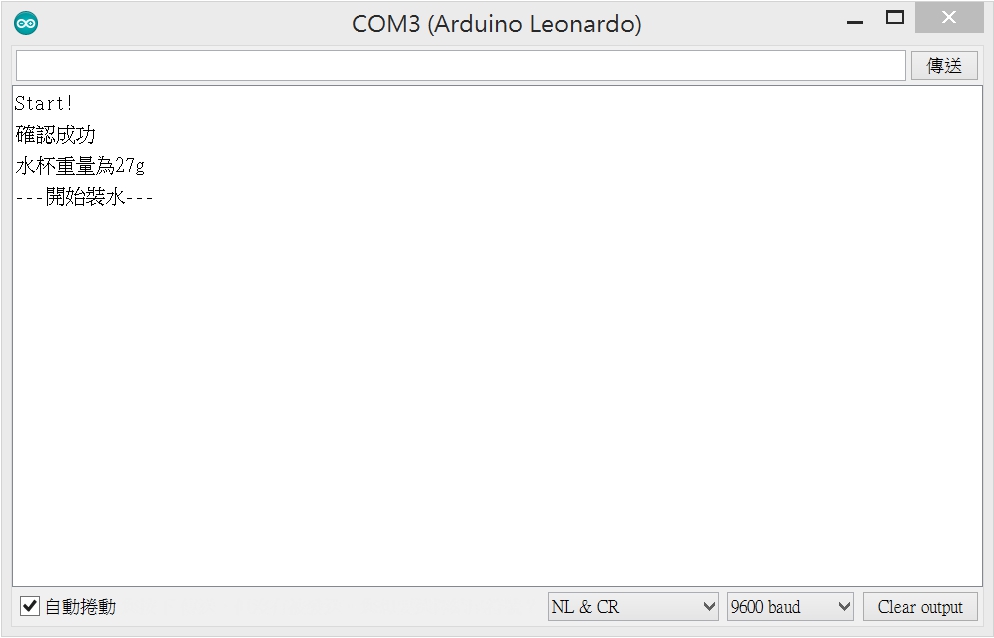 COM3 (Arduino Leonardo)
傳送
Start!
確認成功
水杯重量為27g
---開始裝水---
自動捲動
NL & CR
9600 baud
Clear output